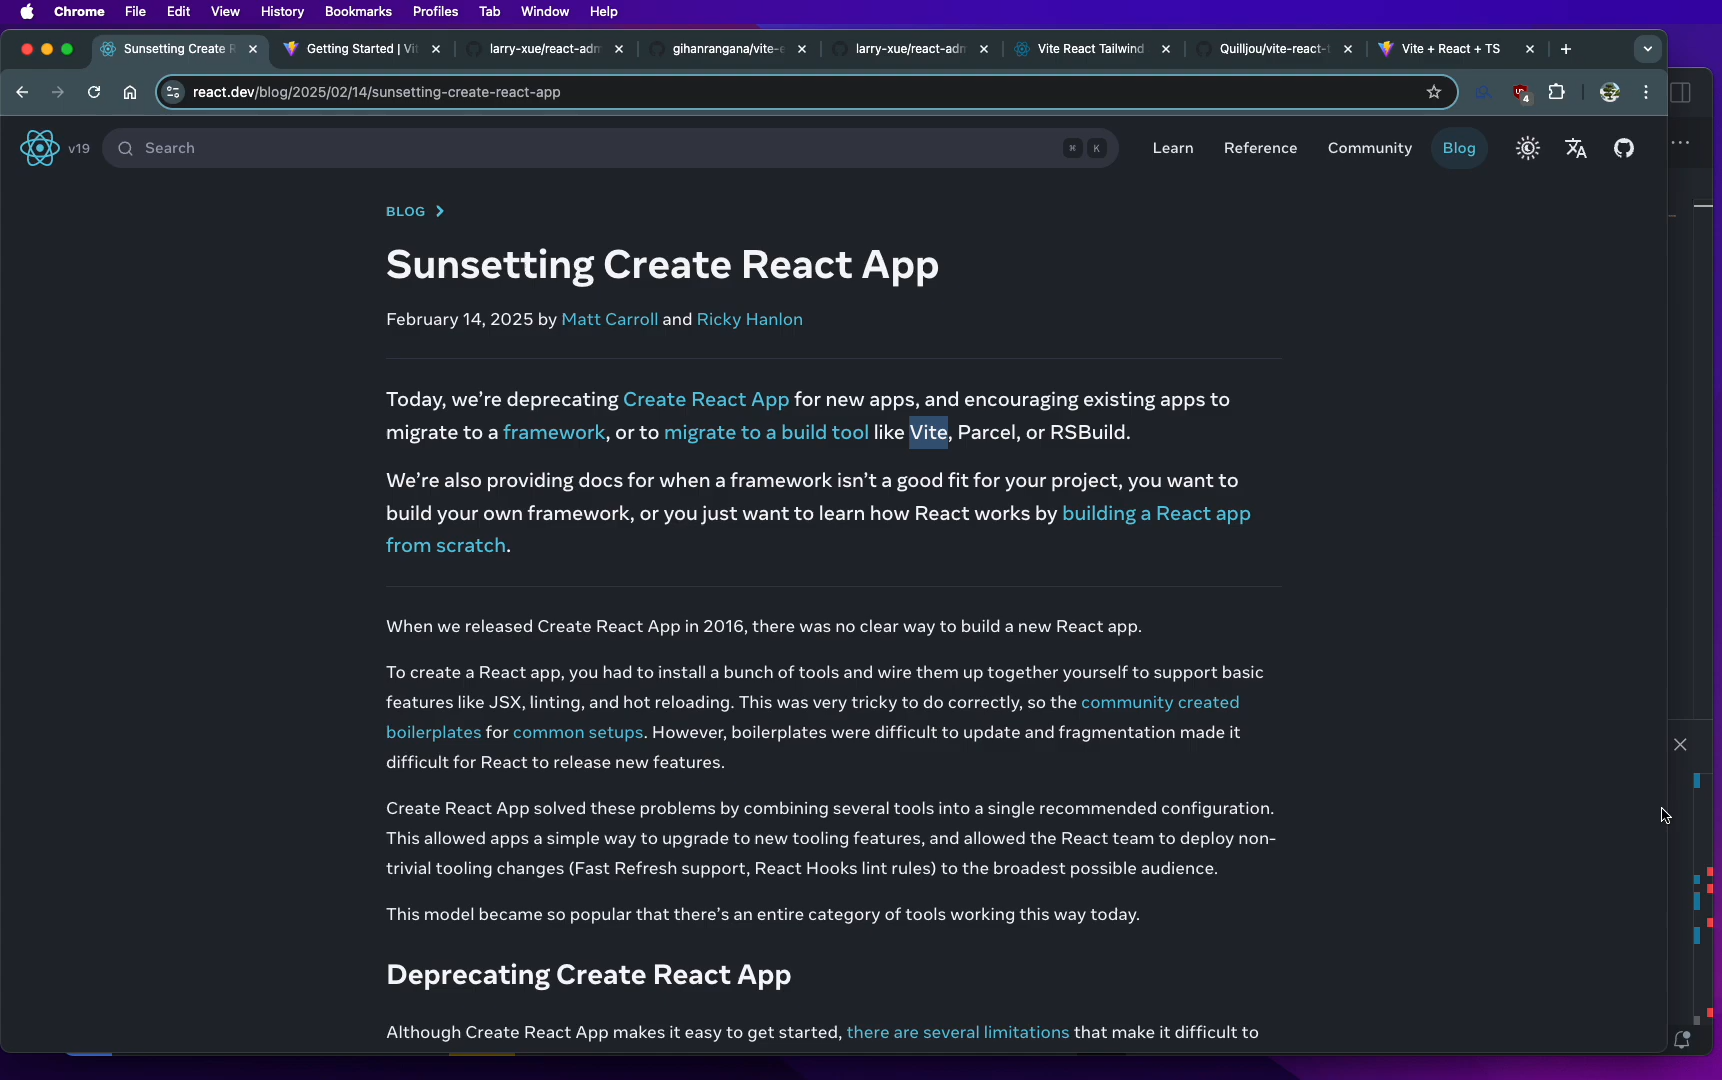 Chrome File Edit View History Bookmarks Profiles Tab Window Help
Sunsetting Create R Getting Started | Vit larry-xue/react-adm gihanrangana/vite-e larry-xue/react-adm Vite React Tailwind Quilljou/vite-react-t Vite + React + TS
react.dev/blog/2025/02/14/sunsetting-create-react-app
4
v19 Search ⌘ K Learn Reference Community Blog
BLOG
Sunsetting Create React App
February 14, 2025 by Matt Carroll and Ricky Hanlon
Today, we’re deprecating Create React App for new apps, and encouraging existing apps to
migrate to a framework, or to migrate to a build tool like Vite, Parcel, or RSBuild.
We’re also providing docs for when a framework isn’t a good fit for your project, you want to
build your own framework, or you just want to learn how React works by building a React app
from scratch.
When we released Create React App in 2016, there was no clear way to build a new React app.
To create a React app, you had to install a bunch of tools and wire them up together yourself to support basic
features like JSX, linting, and hot reloading. This was very tricky to do correctly, so the community created
boilerplates for common setups. However, boilerplates were difficult to update and fragmentation made it
difficult for React to release new features.
Create React App solved these problems by combining several tools into a single recommended configuration.
This allowed apps a simple way to upgrade to new tooling features, and allowed the React team to deploy non-
trivial tooling changes (Fast Refresh support, React Hooks lint rules) to the broadest possible audience.
This model became so popular that there’s an entire category of tools working this way today.
Deprecating Create React App
Although Create React App makes it easy to get started, there are several limitations that make it difficult to